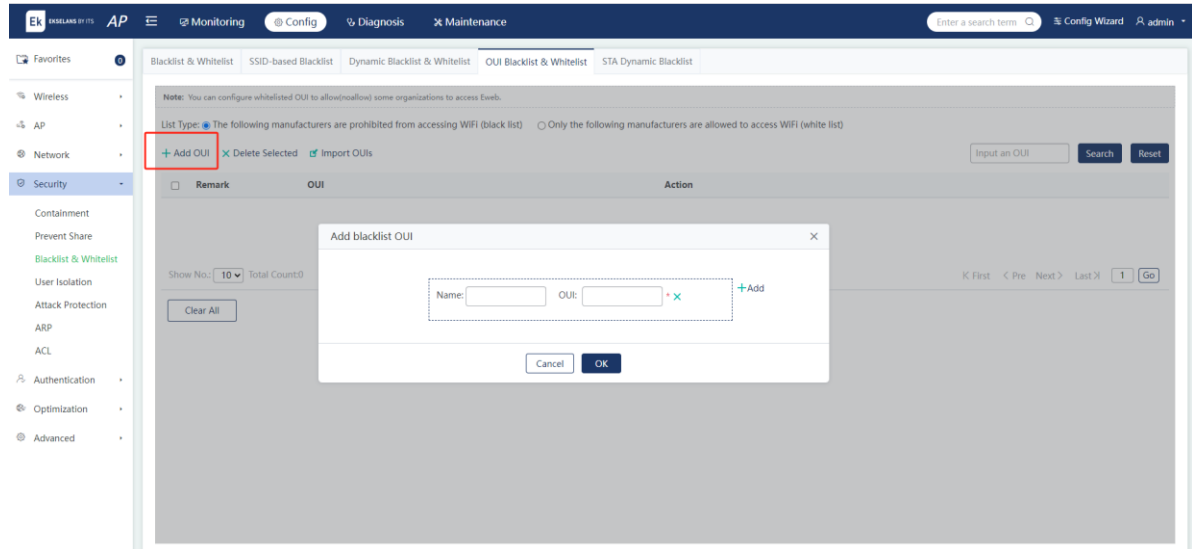 Ek EKSELANS BY ITS AP Monitoring Config Diagnosis Maintenance Enter a search term Config Wizard admin
Favorites 0
Wireless
AP
Network
Security
Containment
Prevent Share
Blacklist & Whitelist
User Isolation
Attack Protection
ARP
ACL
Authentication
Optimization
Advanced
Blacklist & Whitelist SSID-based Blacklist Dynamic Blacklist & Whitelist OUI Blacklist & Whitelist STA Dynamic Blacklist
Note: You can configure whitelisted OUI to allow(noallow) some organizations to access Eweb.
List Type: The following manufacturers are prohibited from accessing WiFi (black list) Only the following manufacturers are allowed to access WiFi (white list)
+ Add OUI X Delete Selected Import OUIs Input an OUI Search Reset
Remark OUI Action
Add blacklist OUI ×
Name: OUI: * × +Add
Cancel OK
Show No.: 10 Total Count:0 K First < Pre Next > Last 1 Go
Clear All